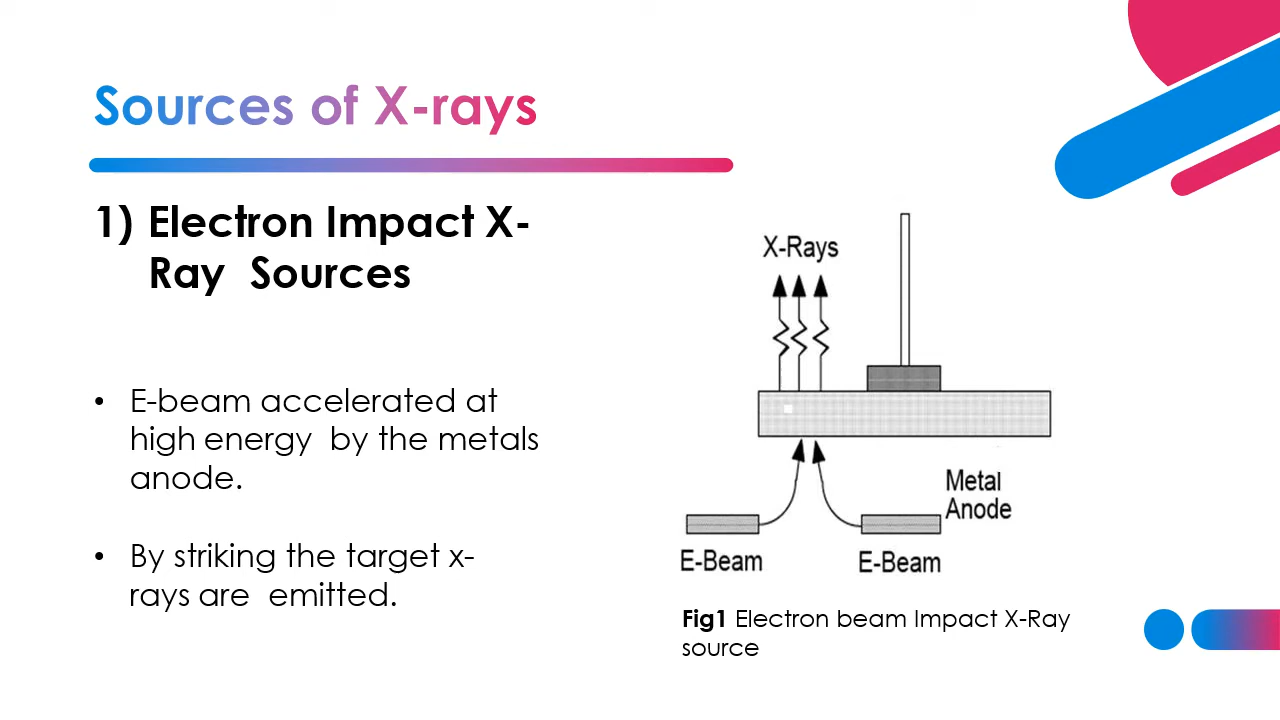 Sources of X-rays
1) Electron Impact X-
Ray  Sources
• E-beam accelerated at
high energy  by the metals
anode.
• By striking the target x-
rays are  emitted.
X-Rays
Metal
Anode
E-Beam
E-Beam
Fig1 Electron beam Impact X-Ray
source